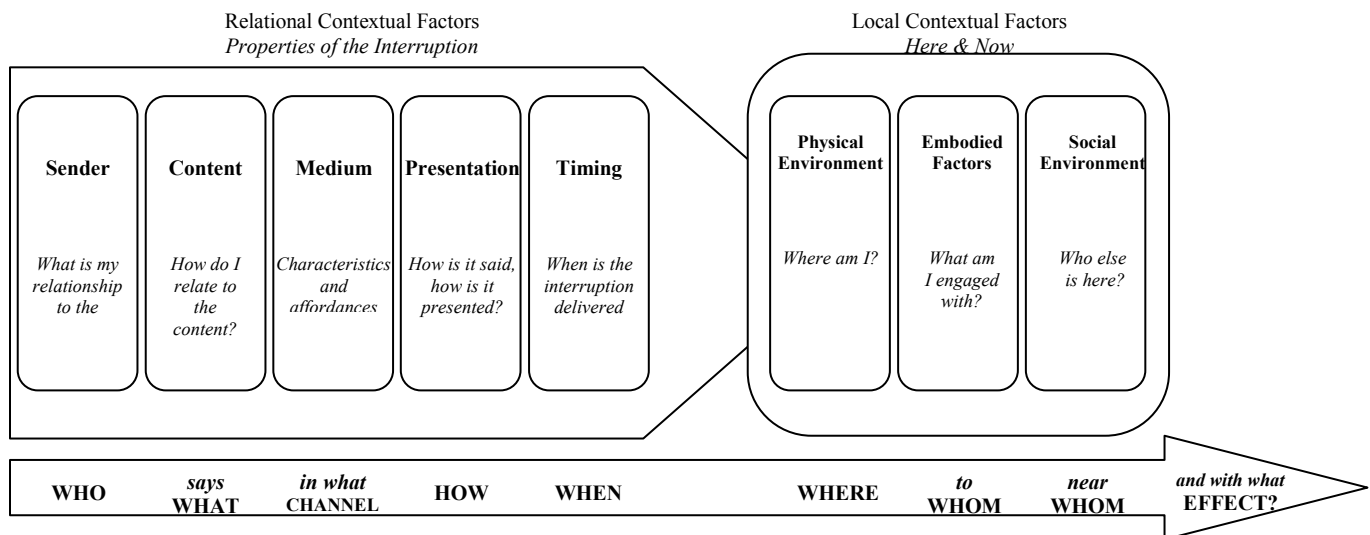 Relational Contextual Factors
Properties of the Interruption
Local Contextual Factors
Here & Now
Sender
What is my
relationship
to the
Content
How do I
relate to
the
content?
Medium
Characteristics
and
affordances
Presentation
How is it said,
how is it
presented?
Timing
When is the
interruption
delivered
Physical
Environment
Where am I?
Embodied
Factors
What am
I engaged
with?
Social
Environment
Who else
is here?
WHO
says
WHAT
in what
CHANNEL
HOW
WHEN
WHERE
to
WHOM
near
WHOM
and with what
EFFECT?